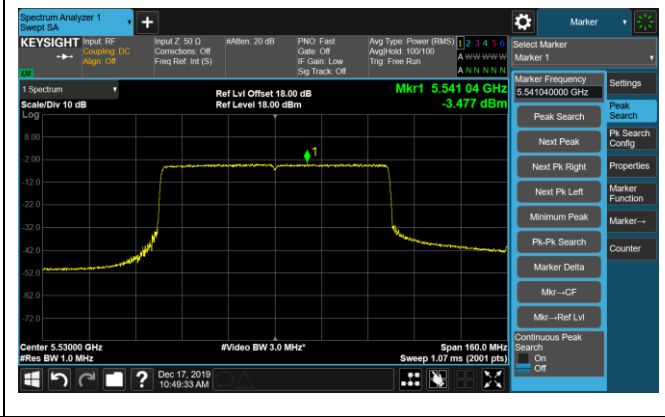 Spectrum Analyzer 1
Swept SA
Marker
KEYSIGHT
Input: RF
Coupling: DC
Align: Off
Input Z: 50 Ω
Corrections: Off
Freq Ref: Int (S)
#Atten: 20 dB
PNO: Fast
Gate: Off
IF Gain: Low
Sig Track: Off
Avg Type: Power (RMS)
Avg|Hold: 100/100
Trig: Free Run
1 2 3 4 5 6
A W W W W W
A N N N N N
Select Marker
Marker 1
1 Spectrum
Scale/Div 10 dB
Log
Ref Lvl Offset 18.00 dB
Ref Level 18.00 dBm
Mkr1 5.541 04 GHz
-3.477 dBm
1
8.00
-2.00
-12.0
-22.0
-32.0
-42.0
-52.0
-62.0
-72.0
Center 5.53000 GHz
#Res BW 1.0 MHz
#Video BW 3.0 MHz*
Span 160.0 MHz
Sweep 1.07 ms (2001 pts)
Marker Frequency
5.541040000 GHz
Peak Search
Next Peak
Next Pk Right
Next Pk Left
Minimum Peak
Pk-Pk Search
Marker Delta
Mkr→CF
Mkr→Ref Lvl
Continuous Peak
Search
On
Off
Settings
Peak
Search
Pk Search
Config
Properties
Marker
Function
Marker→
Counter
?
Dec 17, 2019
10:49:33 AM